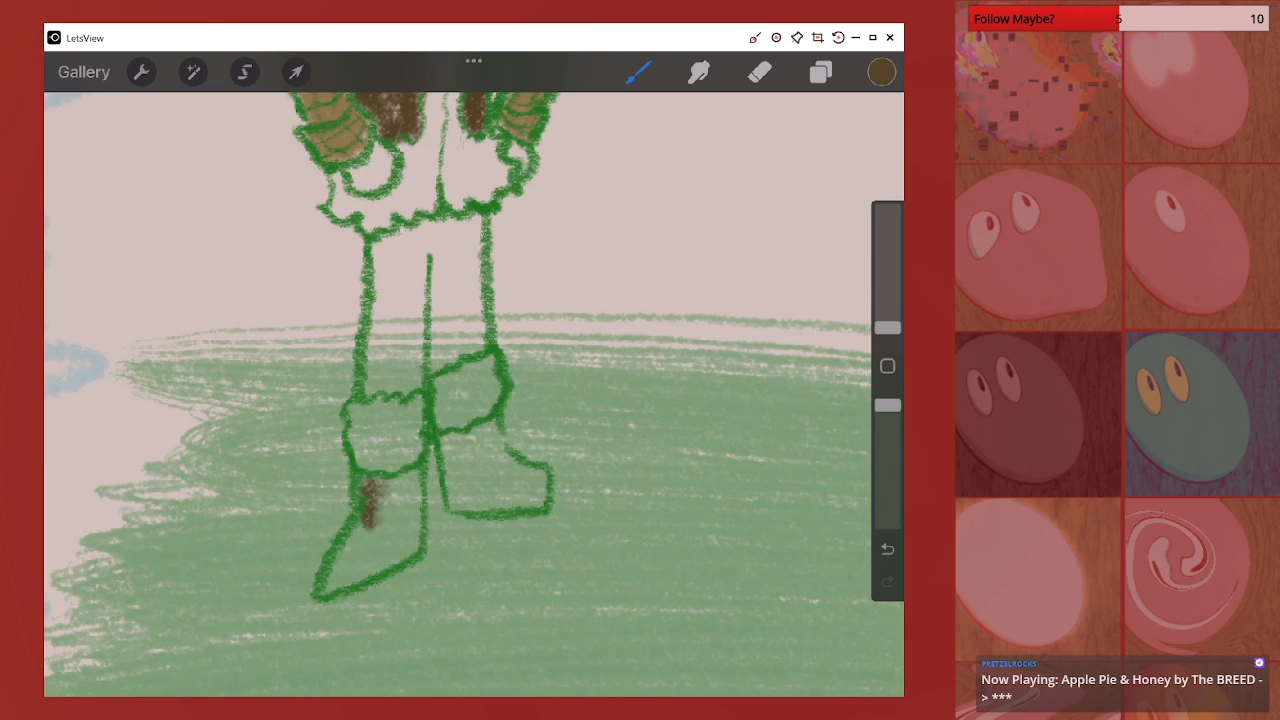 LetsView
Gallery
Follow Maybe? 5 10
PRETZELROCKS
Now Playing: Apple Pie & Honey by The BREED -
> ***